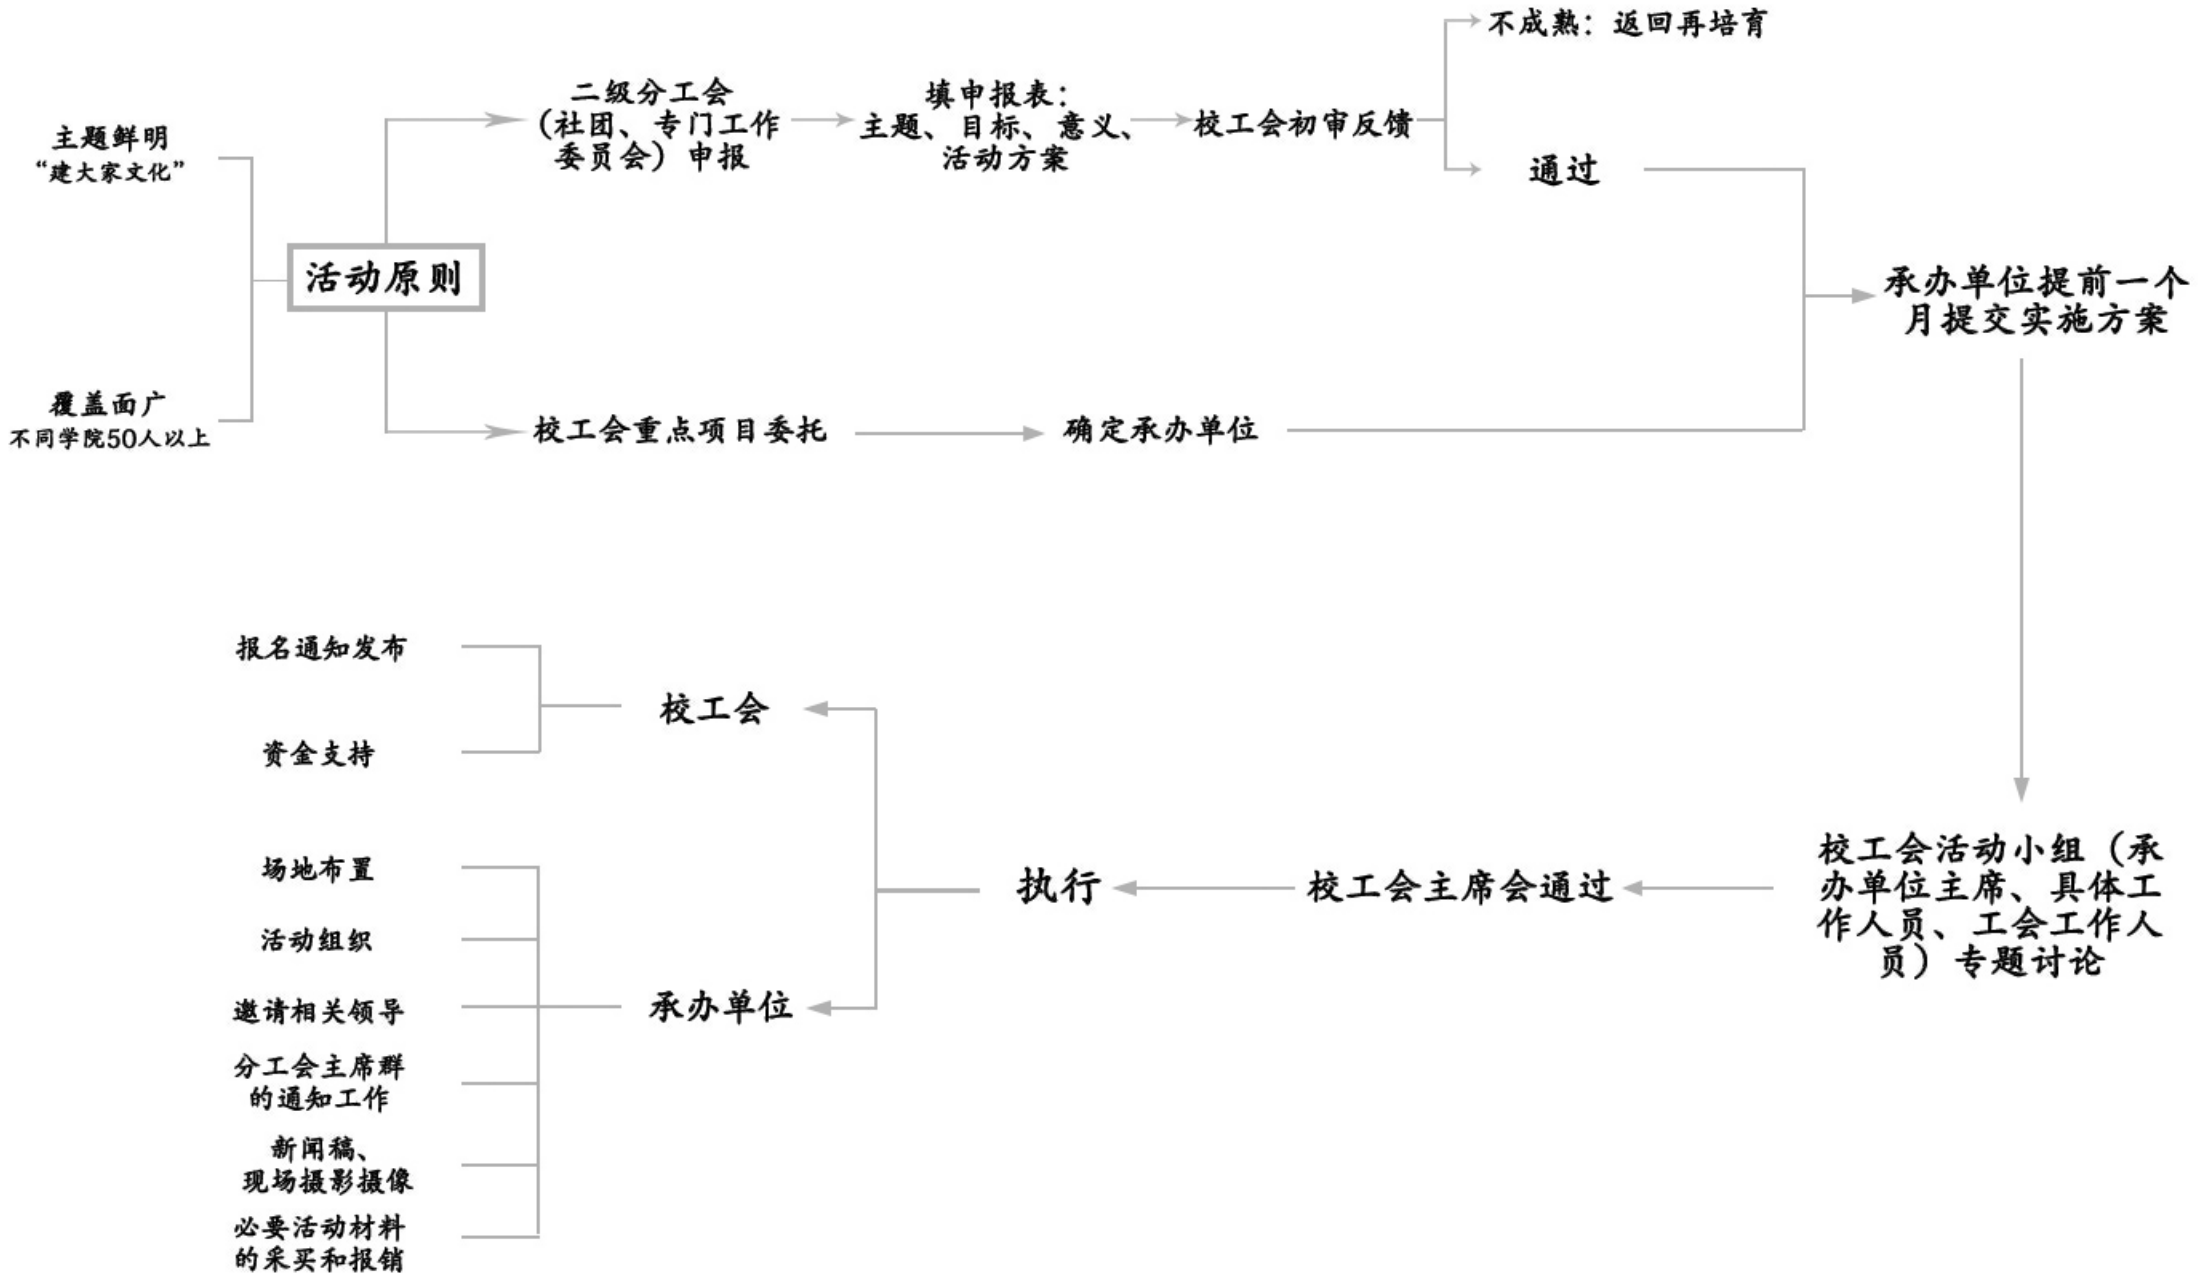 主题鲜明
“建大家文化”
覆盖面广
不同学院50人以上
活动原则
二级分工会
（社团、专门工作
委员会）申报
填申报表：
主题、目标、意义、
活动方案
校工会初审反馈
不成熟：返回再培育
通过
校工会重点项目委托
确定承办单位
承办单位提前一个
月提交实施方案
校工会活动小组（承
办单位主席、具体工
作人员、工会工作人
员）专题讨论
校工会主席会通过
执行
校工会
报名通知发布
资金支持
承办单位
场地布置
活动组织
邀请相关领导
分工会主席群
的通知工作
新闻稿、
现场摄影摄像
必要活动材料
的采买和报销